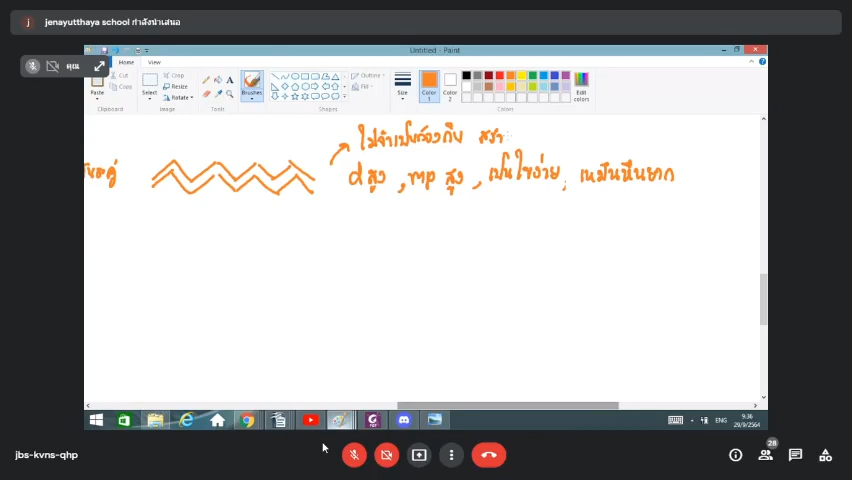 jenayutthaya school กำลังนำเสนอ
Untitled - Paint
คุณ
Home View
Cut
Copy
Paste
Clipboard
Select
Crop
Resize
Rotate
Image
Tools
Brushes
Shapes
Outline
Fill
Size
Color 1
Color 2
Edit colors
Colors
ไม่จำเป็นต้องกิน สร้า
d สูง , mp สูง , เป็นไขง่าย , เหม็นหืนยาก
ENG
9.36
29/9/2564
jbs-kvns-qhp
28